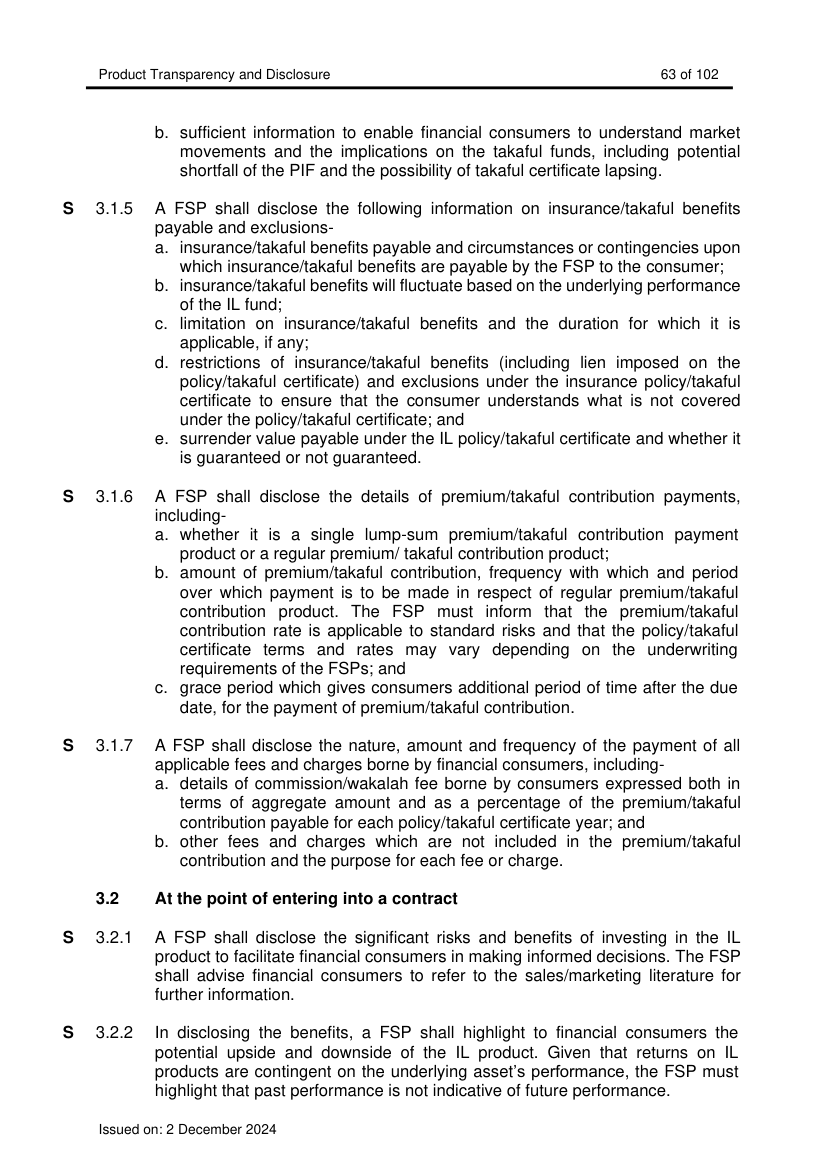 Product Transparency and Disclosure 63 of 102
b. sufficient information to enable financial consumers to understand market
movements and the implications on the takaful funds, including potential
shortfall of the PIF and the possibility of takaful certificate lapsing.
S 3.1.5 A FSP shall disclose the following information on insurance/takaful benefits
payable and exclusions-
a. insurance/takaful benefits payable and circumstances or contingencies upon
which insurance/takaful benefits are payable by the FSP to the consumer;
b. insurance/takaful benefits will fluctuate based on the underlying performance
of the IL fund;
c. limitation on insurance/takaful benefits and the duration for which it is
applicable, if any;
d. restrictions of insurance/takaful benefits (including lien imposed on the
policy/takaful certificate) and exclusions under the insurance policy/takaful
certificate to ensure that the consumer understands what is not covered
under the policy/takaful certificate; and
e. surrender value payable under the IL policy/takaful certificate and whether it
is guaranteed or not guaranteed.
S 3.1.6 A FSP shall disclose the details of premium/takaful contribution payments,
including-
a. whether it is a single lump-sum premium/takaful contribution payment
product or a regular premium/ takaful contribution product;
b. amount of premium/takaful contribution, frequency with which and period
over which payment is to be made in respect of regular premium/takaful
contribution product. The FSP must inform that the premium/takaful
contribution rate is applicable to standard risks and that the policy/takaful
certificate terms and rates may vary depending on the underwriting
requirements of the FSPs; and
c. grace period which gives consumers additional period of time after the due
date, for the payment of premium/takaful contribution.
S 3.1.7 A FSP shall disclose the nature, amount and frequency of the payment of all
applicable fees and charges borne by financial consumers, including-
a. details of commission/wakalah fee borne by consumers expressed both in
terms of aggregate amount and as a percentage of the premium/takaful
contribution payable for each policy/takaful certificate year; and
b. other fees and charges which are not included in the premium/takaful
contribution and the purpose for each fee or charge.
3.2 At the point of entering into a contract
S 3.2.1 A FSP shall disclose the significant risks and benefits of investing in the IL
product to facilitate financial consumers in making informed decisions. The FSP
shall advise financial consumers to refer to the sales/marketing literature for
further information.
S 3.2.2 In disclosing the benefits, a FSP shall highlight to financial consumers the
potential upside and downside of the IL product. Given that returns on IL
products are contingent on the underlying asset's performance, the FSP must
highlight that past performance is not indicative of future performance.
Issued on: 2 December 2024